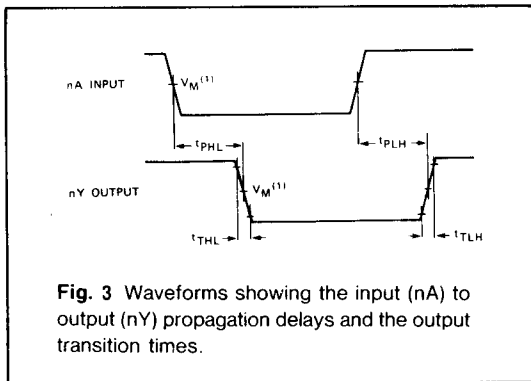 nA INPUT
VM(1)
tPHL
tPLH
nY OUTPUT
VM(1)
tTHL
tTLH
Fig. 3 Waveforms showing the input (nA) to
output (nY) propagation delays and the output
transition times.